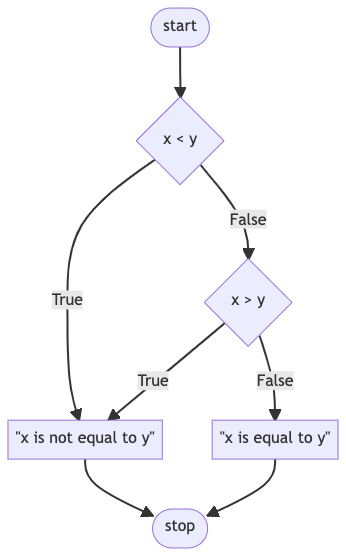 start
x < y
False
True
x > y
True
False
"x is not equal to y"
"x is equal to y"
stop